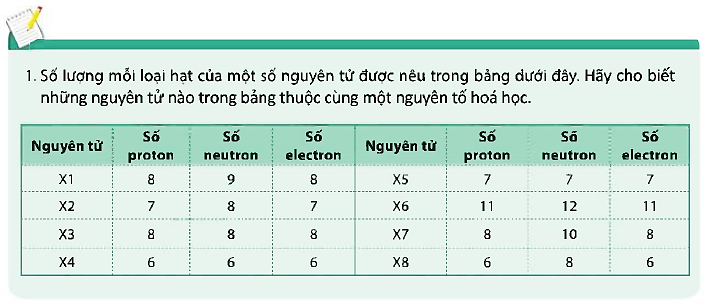 1. Số lượng mỗi loại hạt của một số nguyên tử được nêu trong bảng dưới đây. Hãy cho biết
những nguyên tử nào trong bảng thuộc cùng một nguyên tố hoá học.
Nguyên tử Số proton Số neutron Số electron Nguyên tử Số proton Số neutron Số electron
X1 8 9 8 X5 7 7 7
X2 7 8 7 X6 11 12 11
X3 8 8 8 X7 8 10 8
X4 6 6 6 X8 6 8 6